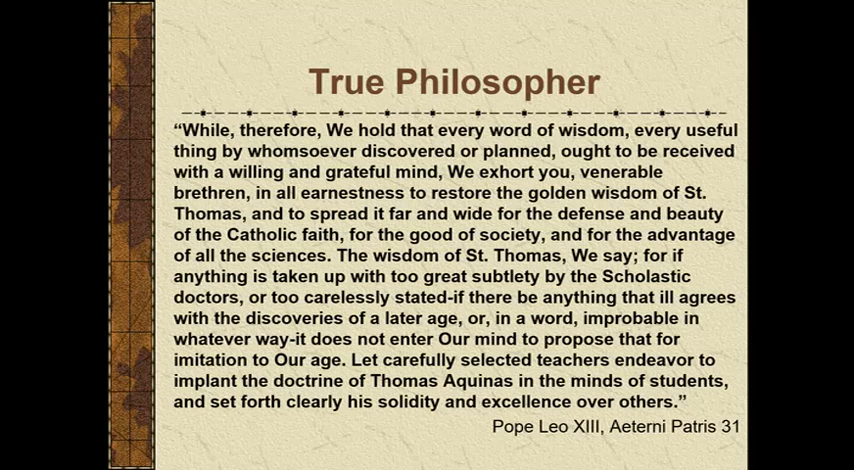 True Philosopher
“While, therefore, We hold that every word of wisdom, every useful
thing by whomsoever discovered or planned, ought to be received
with a willing and grateful mind, We exhort you, venerable
brethren, in all earnestness to restore the golden wisdom of St.
Thomas, and to spread it far and wide for the defense and beauty
of the Catholic faith, for the good of society, and for the advantage
of all the sciences. The wisdom of St. Thomas, We say; for if
anything is taken up with too great subtlety by the Scholastic
doctors, or too carelessly stated-if there be anything that ill agrees
with the discoveries of a later age, or, in a word, improbable in
whatever way-it does not enter Our mind to propose that for
imitation to Our age. Let carefully selected teachers endeavor to
implant the doctrine of Thomas Aquinas in the minds of students,
and set forth clearly his solidity and excellence over others.”
Pope Leo XIII, Aeterni Patris 31